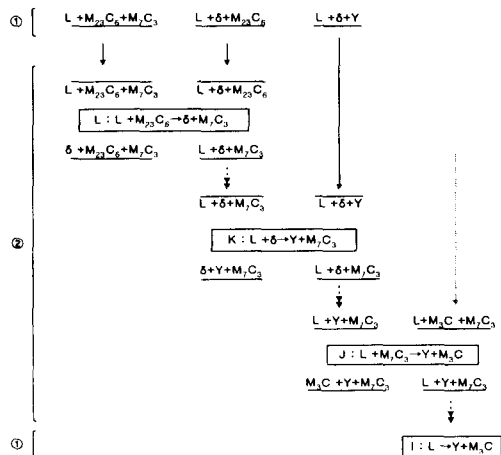 ① L+M₂₃C₆+M₇C₃ L+δ+M₂₃C₆ L+δ+Y
L+M₂₃C₆+M₇C₃ L+δ+M₂₃C₆
L : L+M₂₃C₆→δ+M₇C₃
δ+M₂₃C₆+M₇C₃ L+δ+M₇C₃
L+δ+M₇C₃ L+δ+Y
② K : L+δ→Y+M₇C₃
δ+Y+M₇C₃ L+δ+M₇C₃
L+Y+M₇C₃ L+M₃C+M₇C₃
J : L+M₇C₃→Y+M₃C
M₃C+Y+M₇C₃ L+Y+M₇C₃
① I : L→Y+M₃C